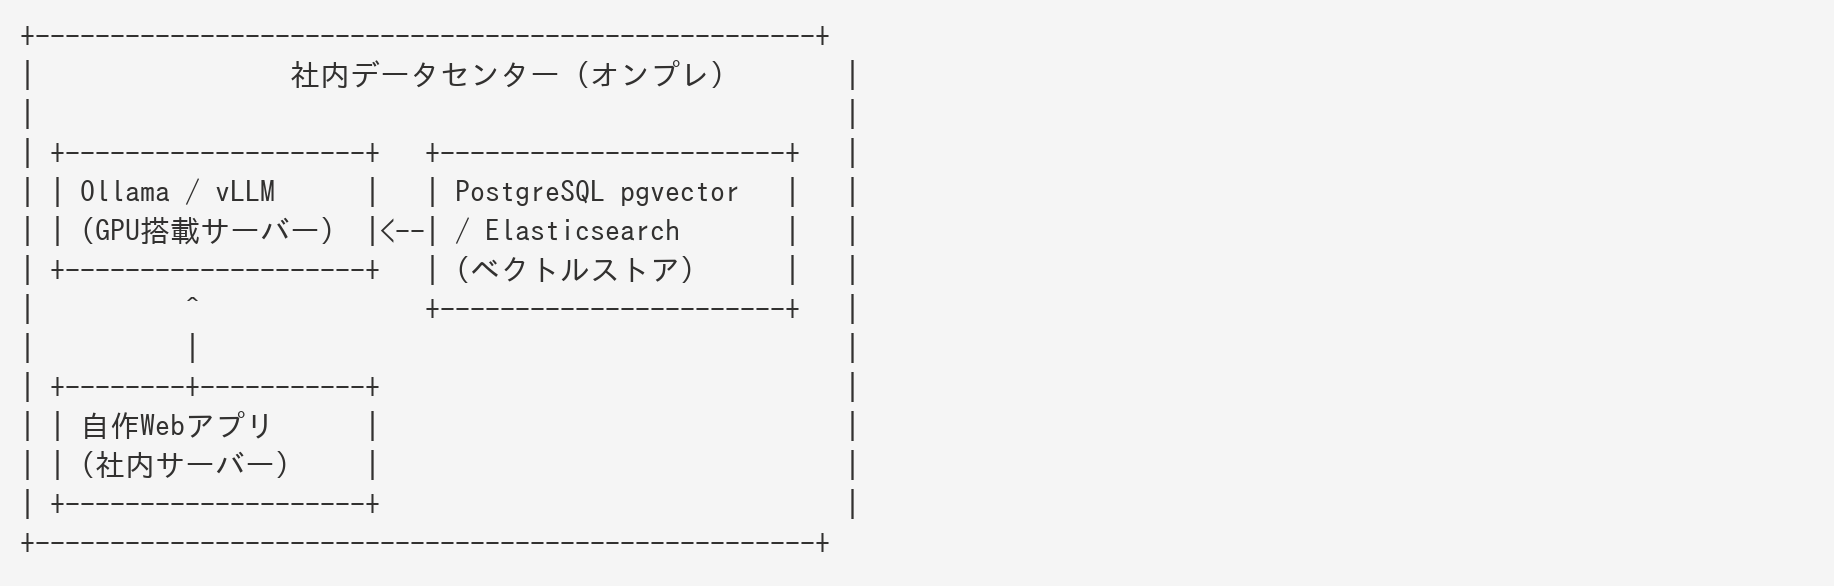 +----------------------------------------------------+
|                 社内データセンター（オンプレ）        |
|                                                      |
| +--------------------+   +-----------------------+   |
| | Ollama / vLLM      |   | PostgreSQL pgvector   |   |
| |（GPU搭載サーバー）  |<--| / Elasticsearch       |   |
| +--------------------+   |（ベクトルストア）      |   |
|          ^               +-----------------------+   |
|          |                                           |
| +--------+-----------+                               |
| | 自作Webアプリ      |                               |
| |（社内サーバー）     |                               |
| +--------------------+                               |
+----------------------------------------------------+